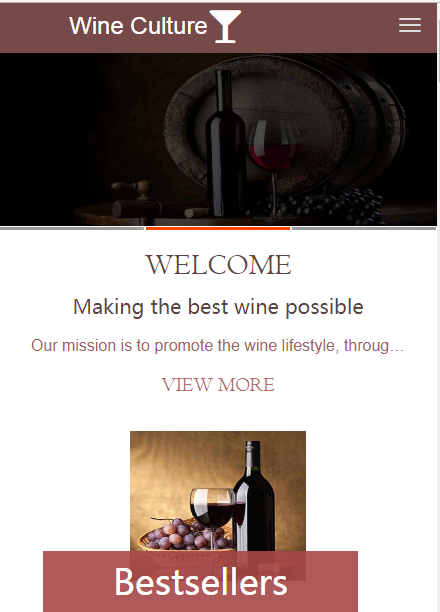 Wine Culture
WELCOME
Making the best wine possible
Our mission is to promote the wine lifestyle, throug...
VIEW MORE
Bestsellers